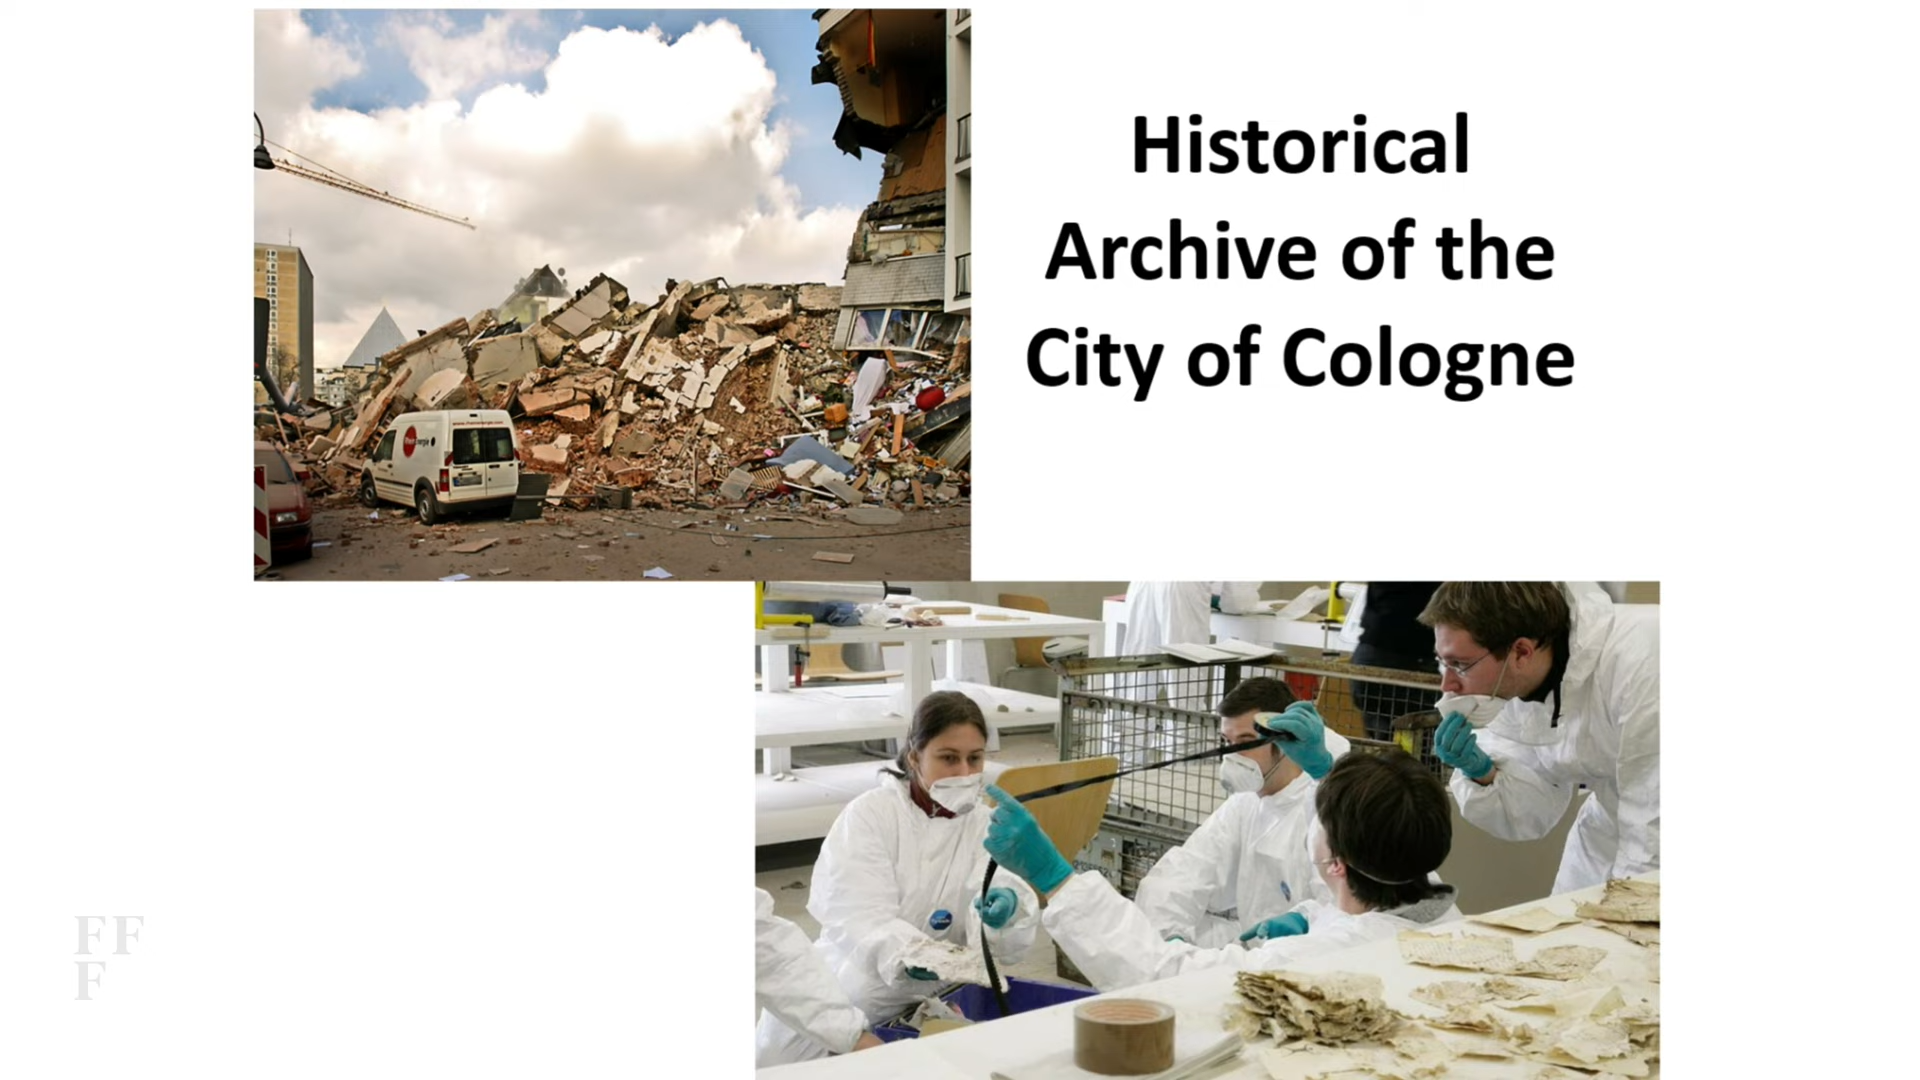 Historical
Archive of the
City of Cologne
FF
F